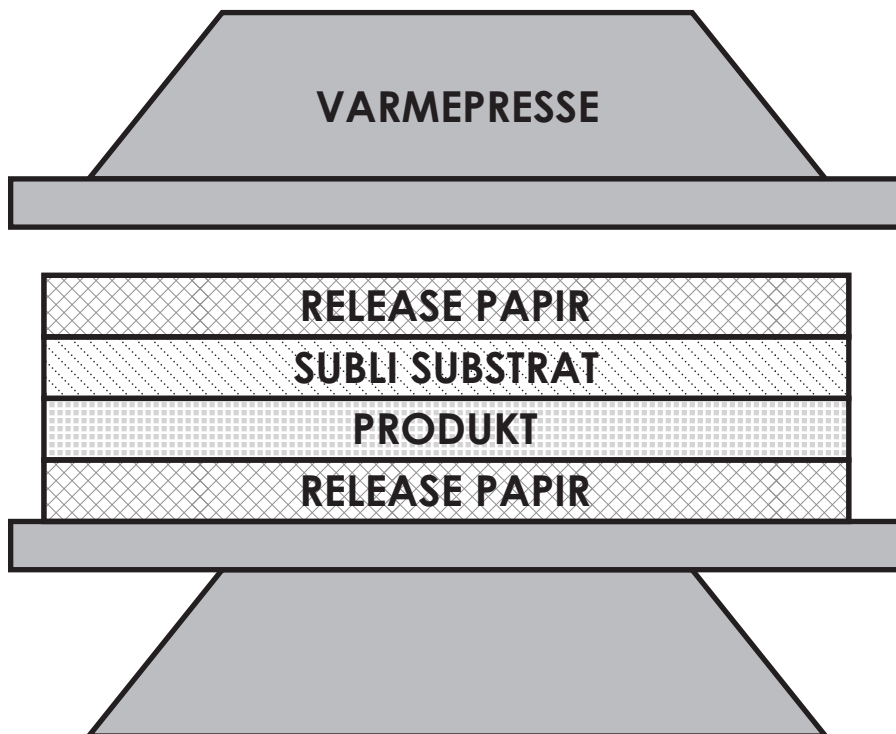 VARMEPRESSE
RELEASE PAPIR
SUBLI SUBSTRAT
PRODUKT
RELEASE PAPIR